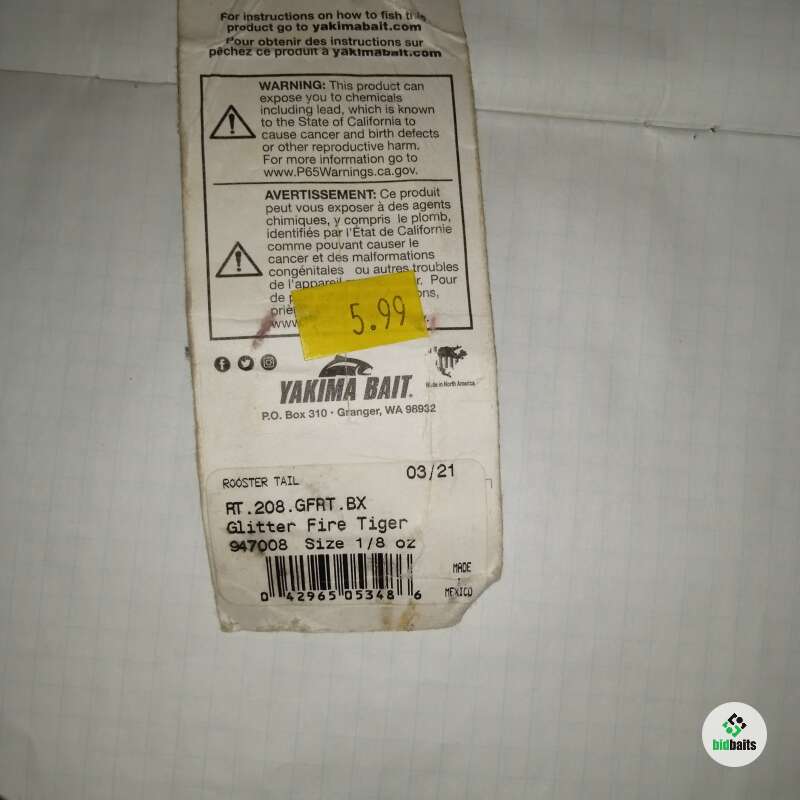 For instructions on how to fish this
product go to yakimabait.com
Pour obtenir des instructions sur
pêchez ce produit à yakimabait.com
WARNING: This product can
expose you to chemicals
including lead, which is known
to the State of California to
cause cancer and birth defects
or other reproductive harm.
For more information go to
www.P65Warnings.ca.gov.
AVERTISSEMENT: Ce produit
peut vous exposer à des agents
chimiques, y compris le plomb,
identifiés par l'État de Californie
comme pouvant causer le
cancer et des malformations
congénitales ou autres troubles
de l'appareil Pour
de
5.99
YAKIMA BAIT.
Made in North America
P.O. Box 310 · Granger, WA 98932
ROOSTER TAIL 03/21
RT.208.GFRT.BX
Glitter Fire Tiger
947008 Size 1/8 oz
MADE
MEXICO
0 42965 05348 6
bidbaits